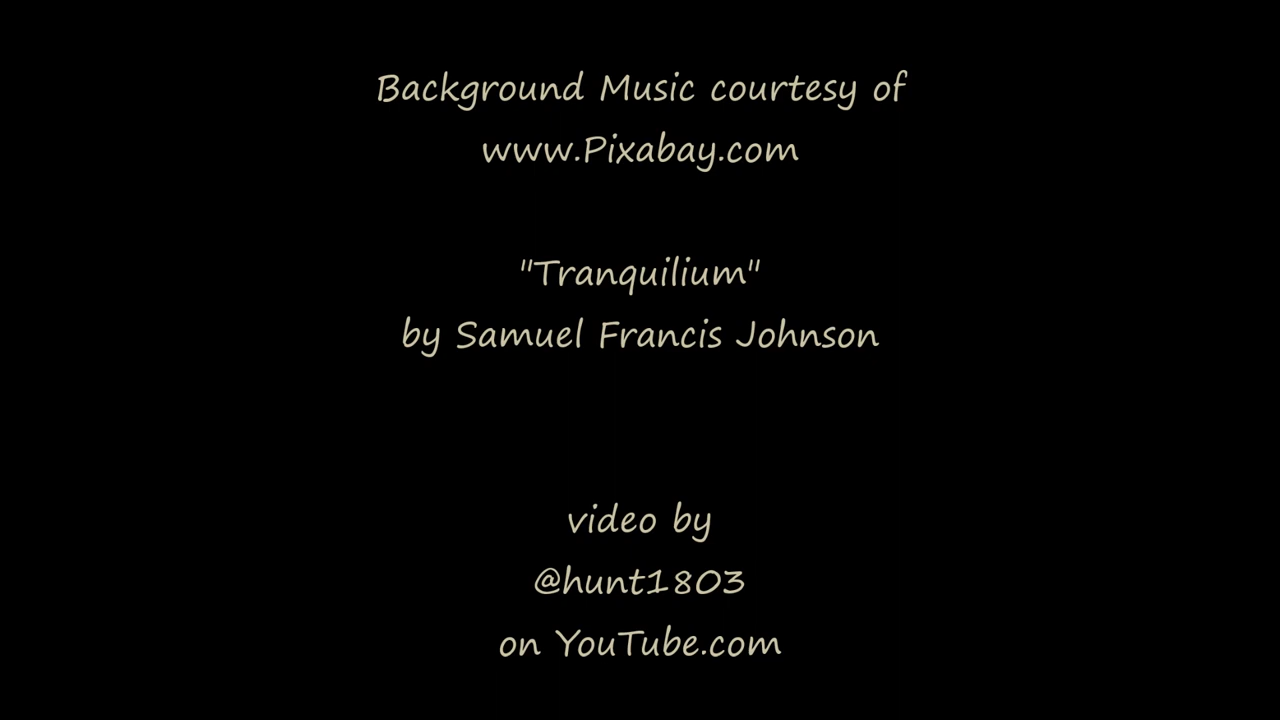 Background Music courtesy of
www.Pixabay.com
"Tranquilium"
by Samuel Francis Johnson
video by
@hunt1803
on YouTube.com